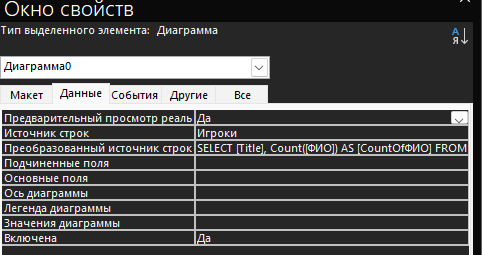 Окно свойств
Тип выделенного элемента: Диаграмма
Диаграмма0
Макет Данные События Другие Все
Предварительный просмотр реаль Да
Источник строк Игроки
Преобразованный источник строк SELECT [Title], Count([ФИО]) AS [CountOfФИО] FROM
Подчиненные поля
Основные поля
Ось диаграммы
Легенда диаграммы
Значения диаграммы
Включена Да